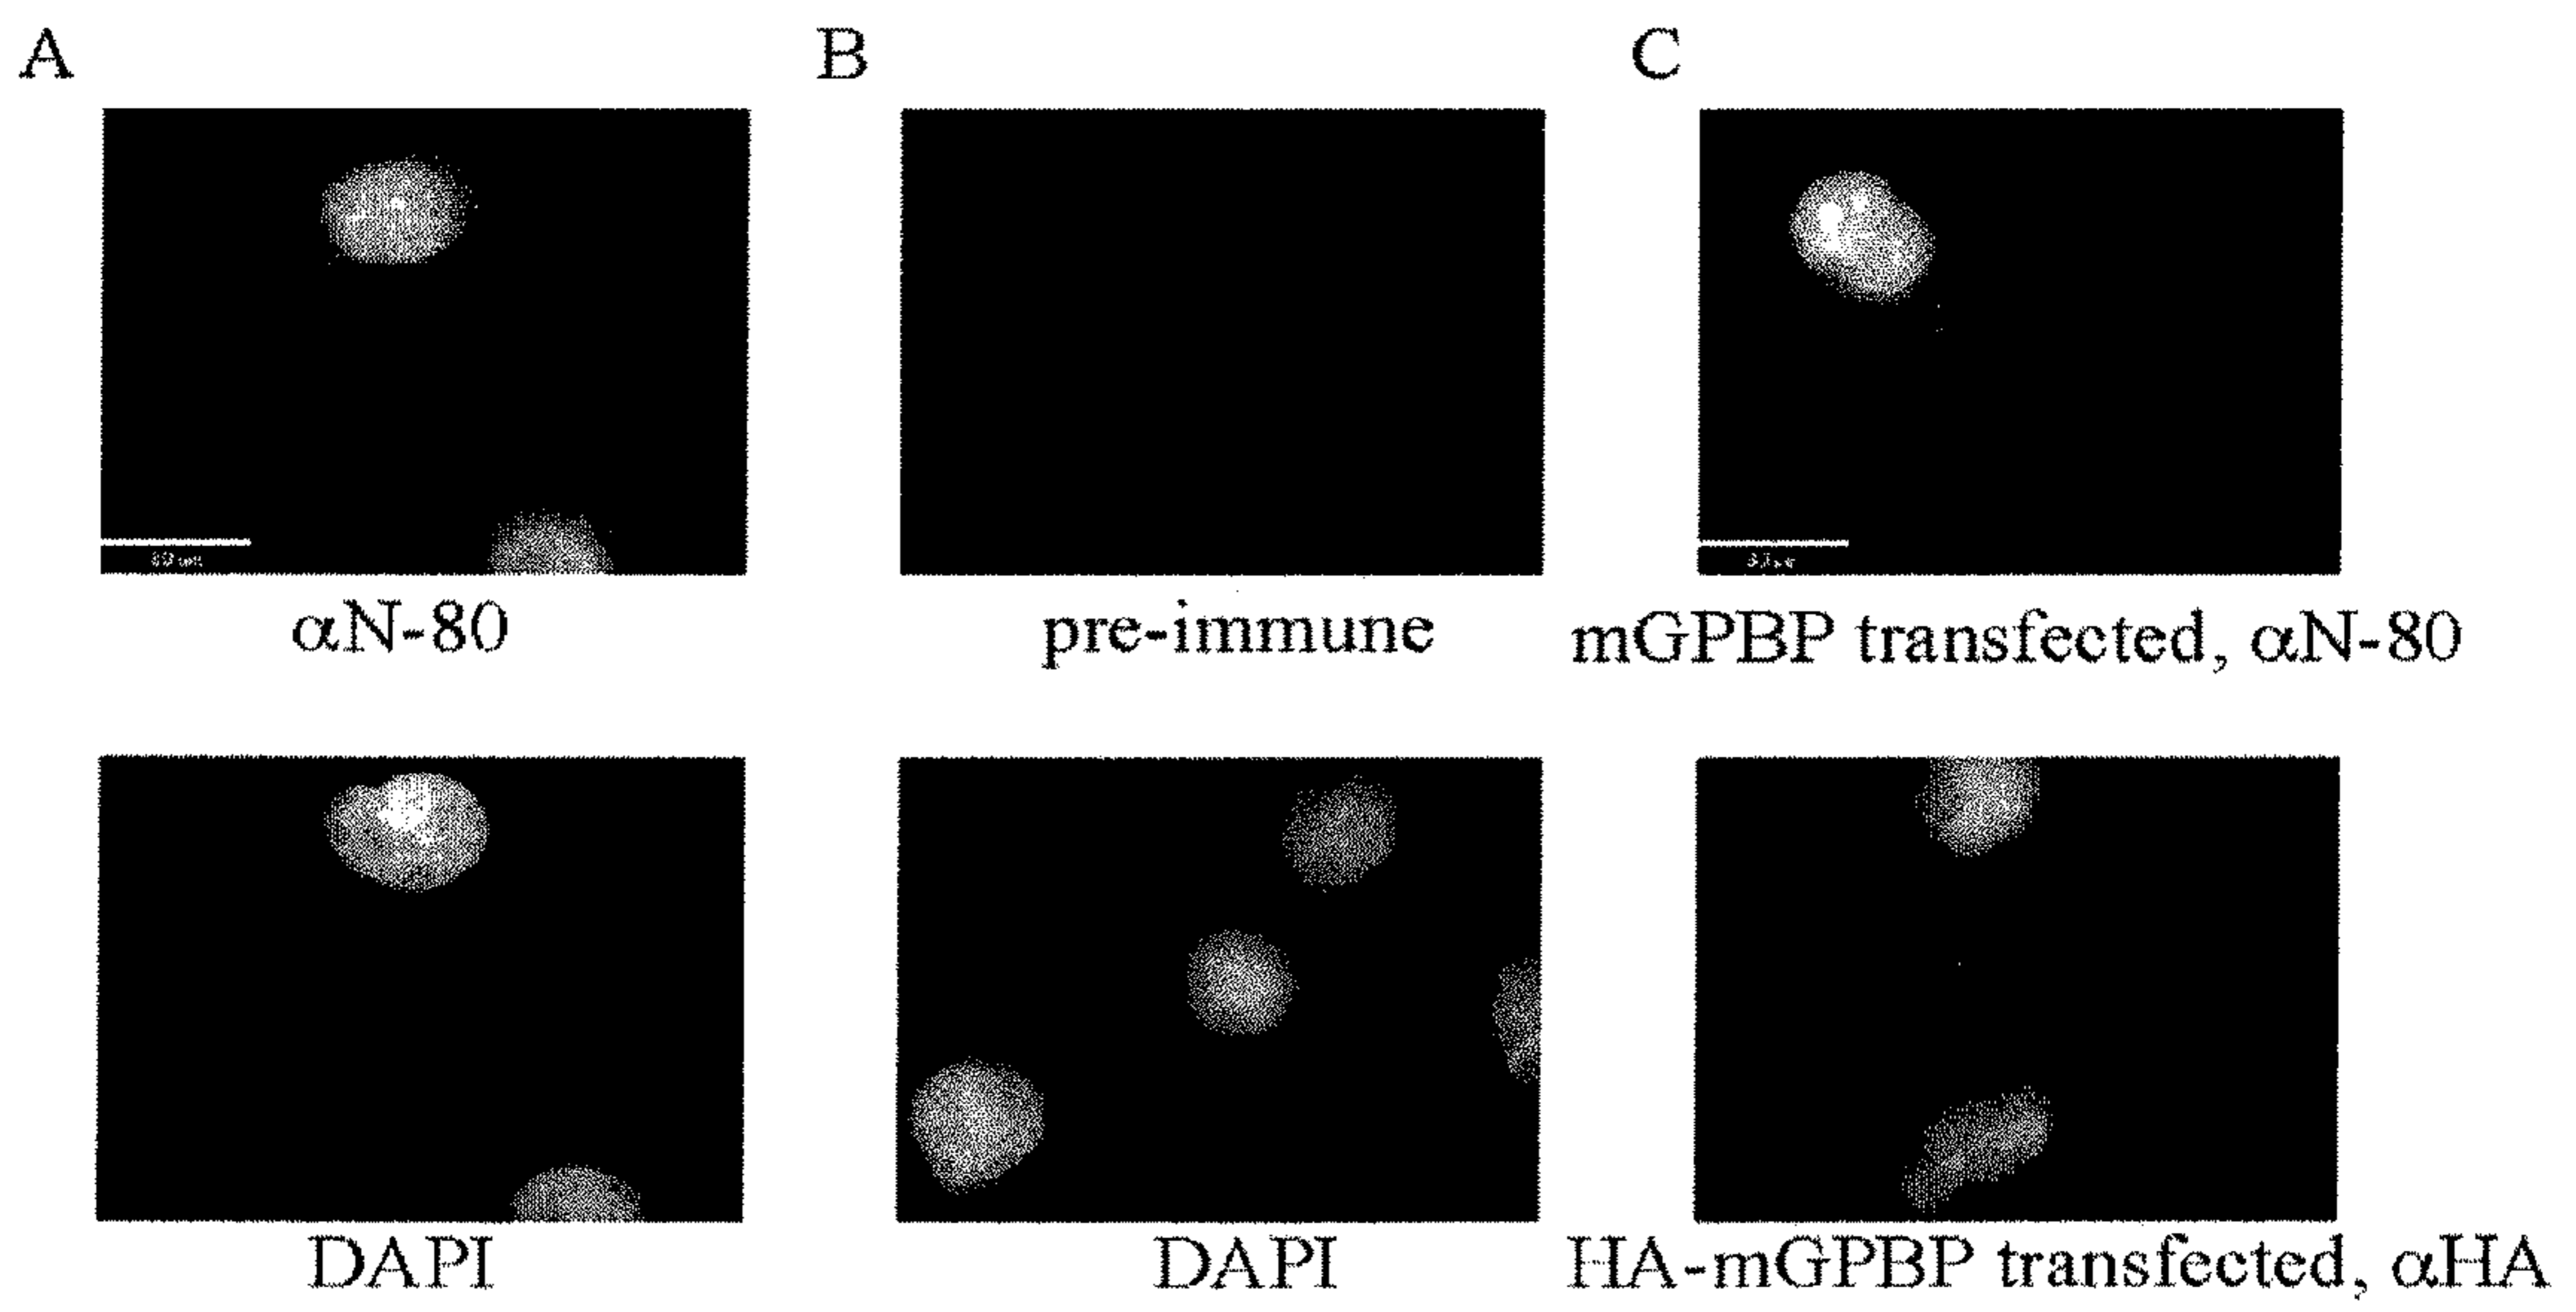 A
B
C
αN-80
pre-immune
mGPBP transfected, αN-80
DAPI
DAPI
HA-mGPBP transfected, αHA